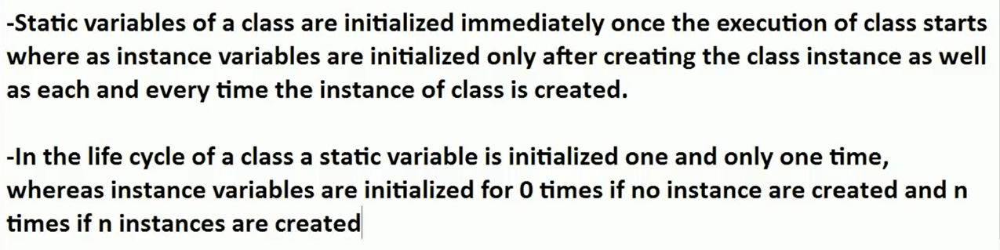 -Static variables of a class are initialized immediately once the execution of class starts
where as instance variables are initialized only after creating the class instance as well
as each and every time the instance of class is created.
-In the life cycle of a class a static variable is initialized one and only one time,
whereas instance variables are initialized for 0 times if no instance are created and n
times if n instances are created